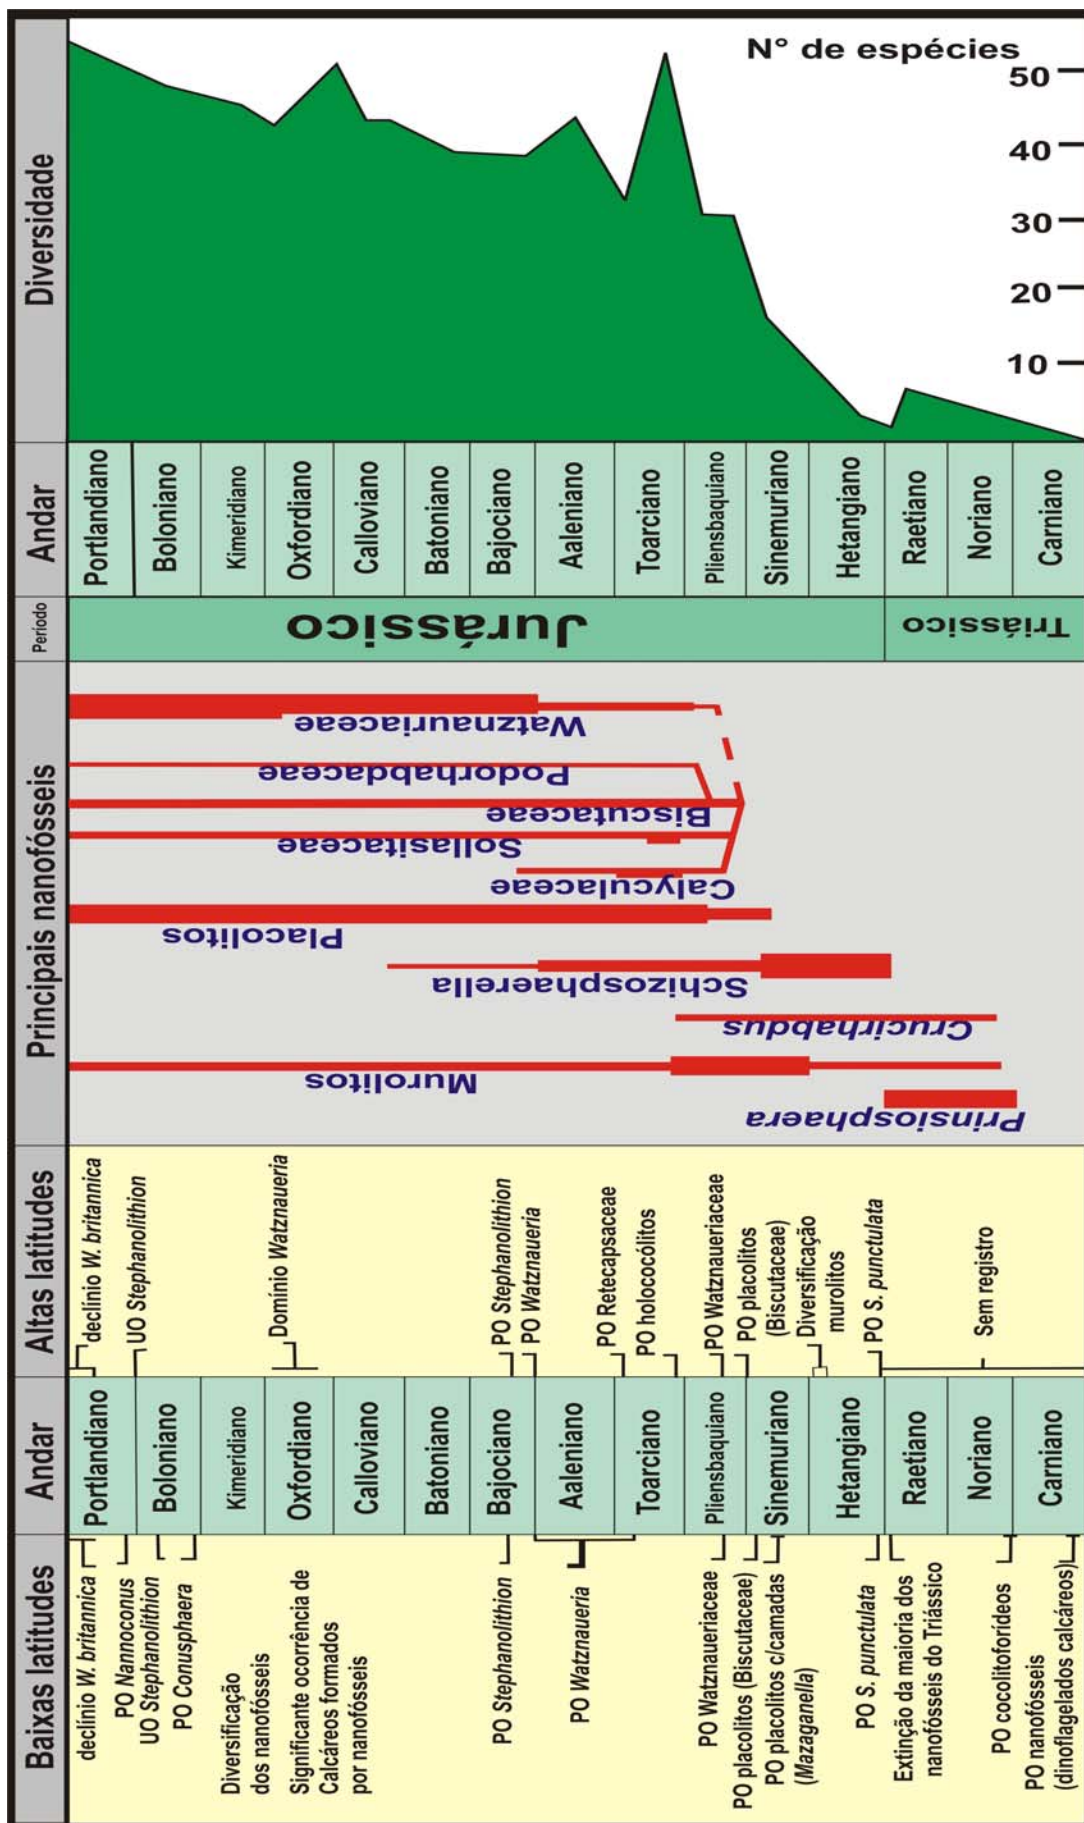 Baixas latitudes
Andar
Altas latitudes
Principais nanofósseis
Período
Andar
Diversidade
declínio W. britannica
PO Nannoconus
UO Stephanolithion
PO Conusphaera
Diversificação
dos nanofósseis
Significante ocorrência de
Calcáreos formados
por nanofósseis
PO Stephanolithion
PO Watznaueria
PO Watznaueriaceae
PO placolitos (Biscutaceae)
PO placolitos c/camadas
(Mazaganella)
PO S. punctulata
Extinção da maioria dos
nanofósseis do Triássico
PO cocolitoforídeos
PO nanofósseis
(dinoflagelados calcáreos)
Portlandiano
Boloniano
Kimeridiano
Oxfordiano
Calloviano
Batoniano
Bajociano
Aaleniano
Toarciano
Pliensbaquiano
Sinemuriano
Hetangiano
Raetiano
Noriano
Carniano
declínio W. britannica
UO Stephanolithion
Domínio Watznaueria
PO Stephanolithion
PO Watznaueria
PO Retecapsaceae
PO holococólitos
PO Watznaueriaceae
PO placolitos
(Biscutaceae)
Diversificação
murolitos
PO S. punctulata
Sem registro
Watznauriaceae
Podorhabdaceae
Biscutaceae
Sollasitaceae
Calyculaceae
Placolitos
Schizosphaerella
Crucirhabdus
Murolitos
Prinsiosphaera
Jurássico
Triássico
Portlandiano
Boloniano
Kimeridiano
Oxfordiano
Calloviano
Batoniano
Bajociano
Aaleniano
Toarciano
Pliensbaquiano
Sinemuriano
Hetangiano
Raetiano
Noriano
Carniano
N° de espécies
50
40
30
20
10